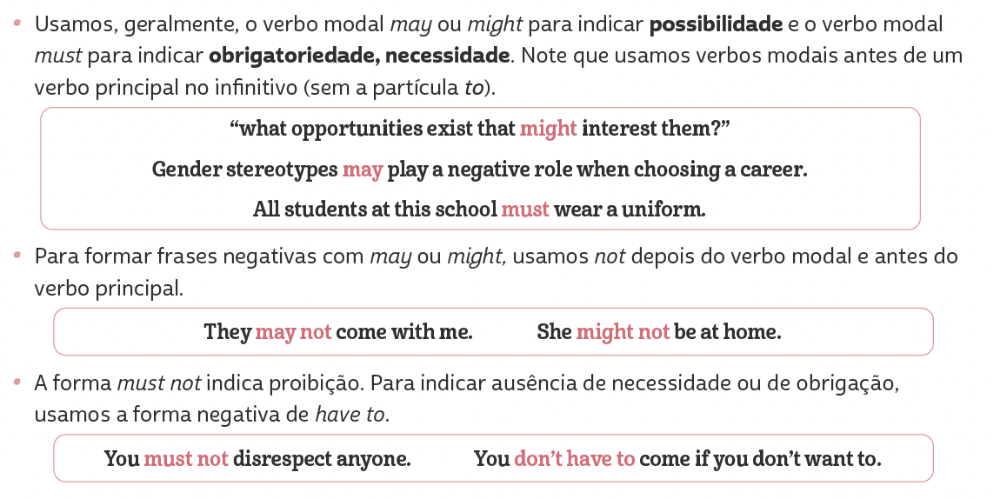 • Usamos, geralmente, o verbo modal may ou might para indicar possibilidade e o verbo modal
must para indicar obrigatoriedade, necessidade. Note que usamos verbos modais antes de um
verbo principal no infinitivo (sem a partícula to).
“what opportunities exist that might interest them?”
Gender stereotypes may play a negative role when choosing a career.
All students at this school must wear a uniform.
• Para formar frases negativas com may ou might, usamos not depois do verbo modal e antes do
verbo principal.
They may not come with me. She might not be at home.
• A forma must not indica proibição. Para indicar ausência de necessidade ou de obrigação,
usamos a forma negativa de have to.
You must not disrespect anyone. You don’t have to come if you don’t want to.